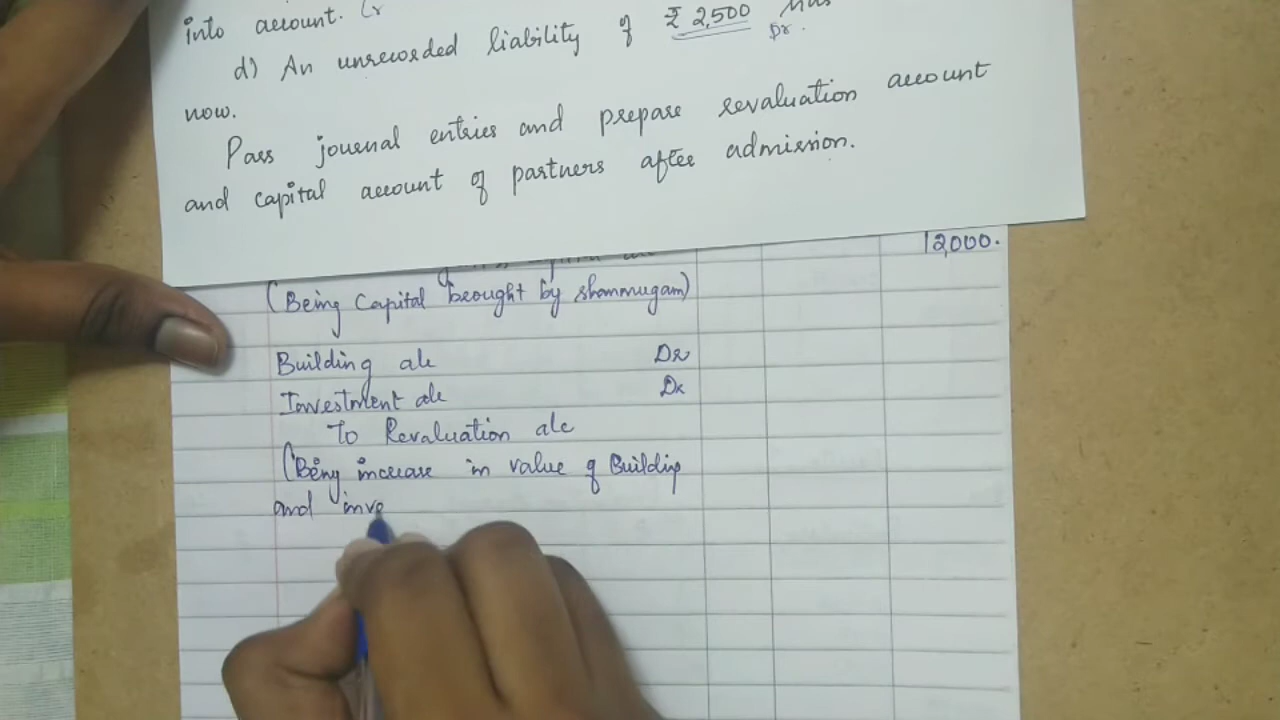 into account.
d) An unrecorded liability of ₹ 2,500
Dr.
now.
Pass journal entries and prepare revaluation account
and capital account of partners after admission.
12,000.
(Being Capital brought by Shanmugam)
Building a/c Dr
Investment a/c Dr
To Revaluation a/c
(Being increase in value of Building
and inve